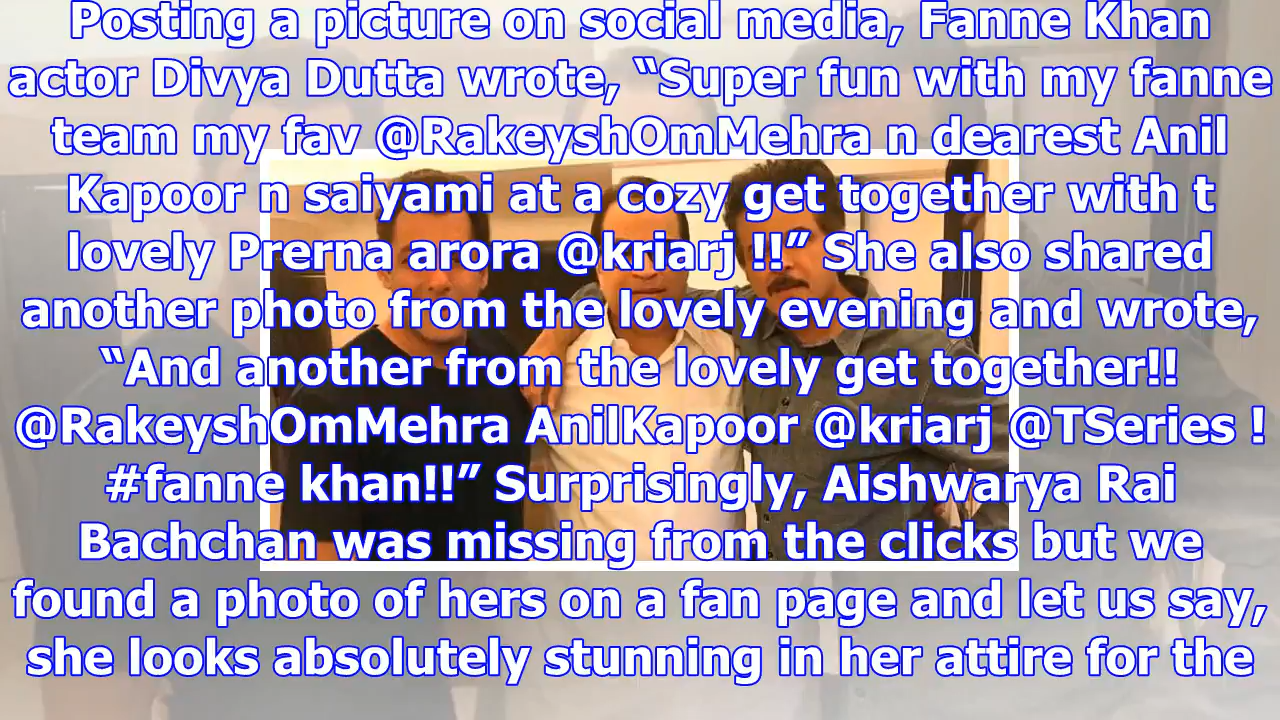 Posting a picture on social media, Fanne Khan
actor Divya Dutta wrote, “Super fun with my fanne
team my fav @RakeyshOmMehra n dearest Anil
Kapoor n saiyami at a cozy get together with t
lovely Prerna arora @kriarj !!” She also shared
another photo from the lovely evening and wrote,
“And another from the lovely get together!!
@RakeyshOmMehra AnilKapoor @kriarj @TSeries !
#fanne khan!!” Surprisingly, Aishwarya Rai
Bachchan was missing from the clicks but we
found a photo of hers on a fan page and let us say,
she looks absolutely stunning in her attire for the